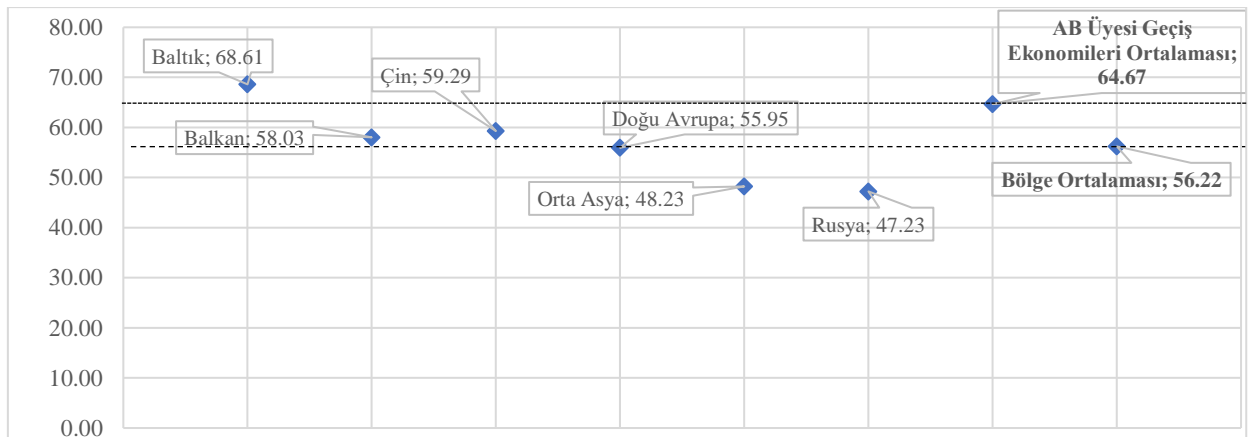 80.00
70.00
60.00
50.00
40.00
30.00
20.00
10.00
0.00
Baltık; 68.61
Balkan; 58.03
Çin; 59.29
Doğu Avrupa; 55.95
Orta Asya; 48.23
Rusya; 47.23
AB Üyesi Geçiş
Ekonomileri Ortalaması;
64.67
Bölge Ortalaması; 56.22